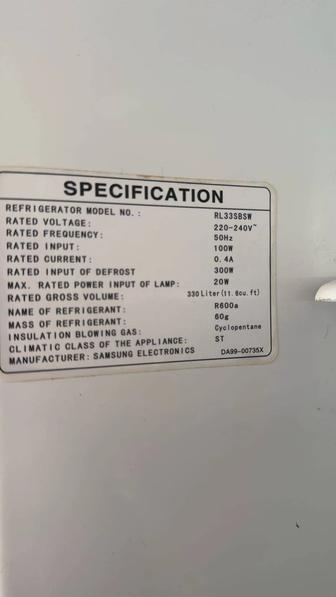 SPECIFICATION
REFRIGERATOR MODEL NO.: RL33SBSW
RATED VOLTAGE: 220-240V~
RATED FREQUENCY: 50Hz
RATED INPUT: 100W
RATED CURRENT: 0.4A
RATED INPUT OF DEFROST 300W
MAX. RATED POWER INPUT OF LAMP: 20W
RATED GROSS VOLUME: 330 Liter(11.6cu.ft)
NAME OF REFRIGERANT: R600a
MASS OF REFRIGERANT: 60g
INSULATION BLOWING GAS: Cyclopentane
CLIMATIC CLASS OF THE APPLIANCE: ST
MANUFACTURER: SAMSUNG ELECTRONICS DA99-00735X